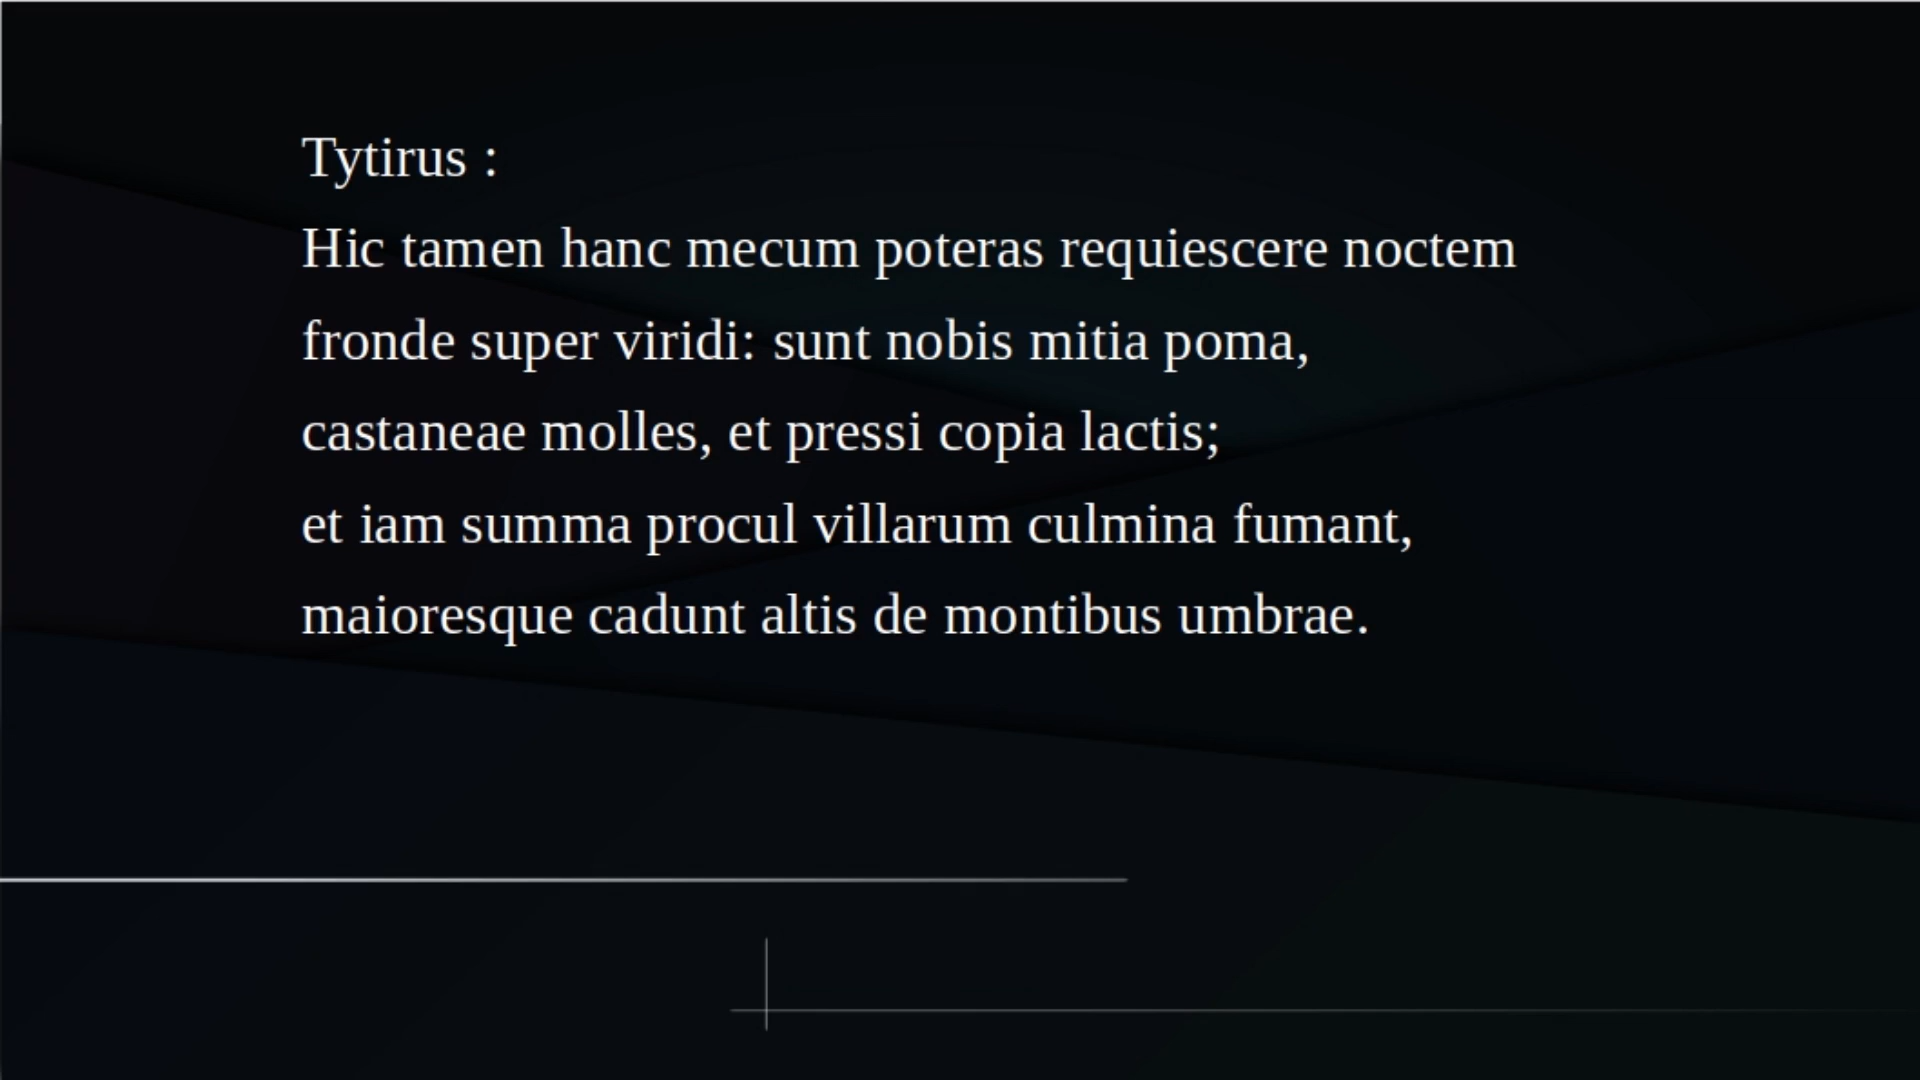 Tytirus :
Hic tamen hanc mecum poteras requiescere noctem
fronde super viridi: sunt nobis mitia poma,
castaneae molles, et pressi copia lactis;
et iam summa procul villarum culmina fumant,
maioresque cadunt altis de montibus umbrae.